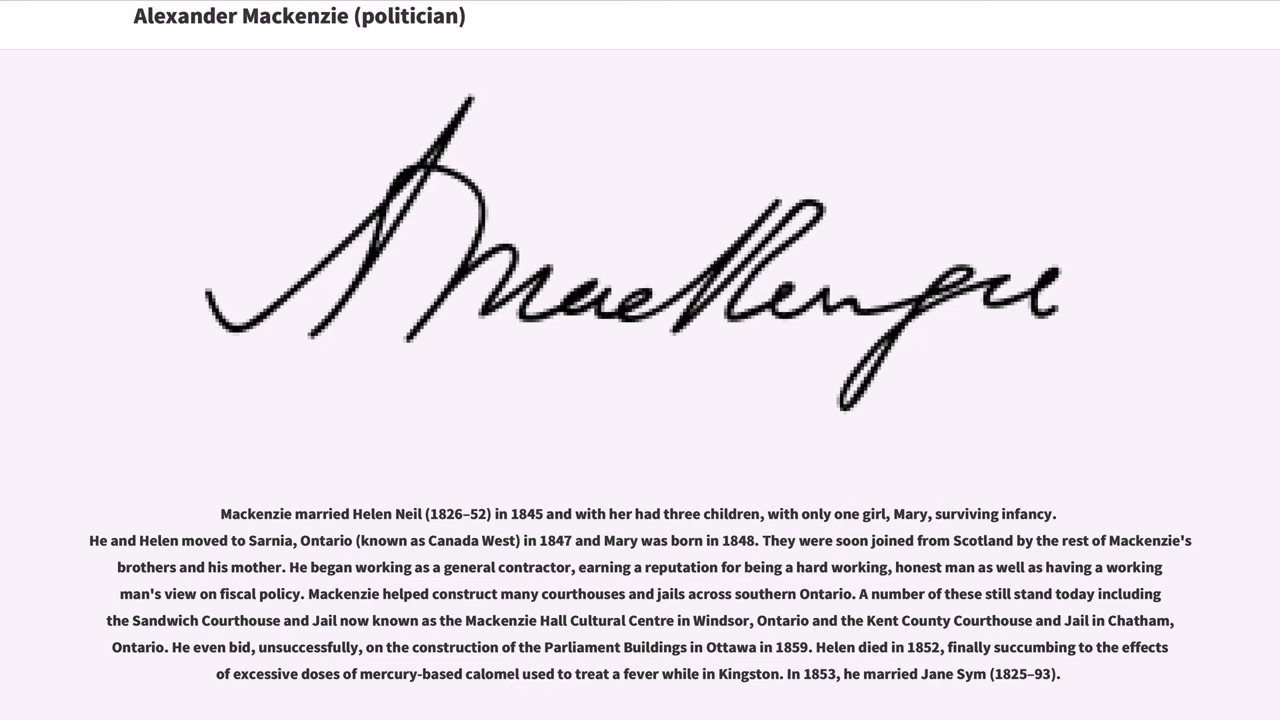 Alexander Mackenzie (politician)
A Mackenzie
Mackenzie married Helen Neil (1826–52) in 1845 and with her had three children, with only one girl, Mary, surviving infancy.
He and Helen moved to Sarnia, Ontario (known as Canada West) in 1847 and Mary was born in 1848. They were soon joined from Scotland by the rest of Mackenzie's
brothers and his mother. He began working as a general contractor, earning a reputation for being a hard working, honest man as well as having a working
man's view on fiscal policy. Mackenzie helped construct many courthouses and jails across southern Ontario. A number of these still stand today including
the Sandwich Courthouse and Jail now known as the Mackenzie Hall Cultural Centre in Windsor, Ontario and the Kent County Courthouse and Jail in Chatham,
Ontario. He even bid, unsuccessfully, on the construction of the Parliament Buildings in Ottawa in 1859. Helen died in 1852, finally succumbing to the effects
of excessive doses of mercury-based calomel used to treat a fever while in Kingston. In 1853, he married Jane Sym (1825–93).